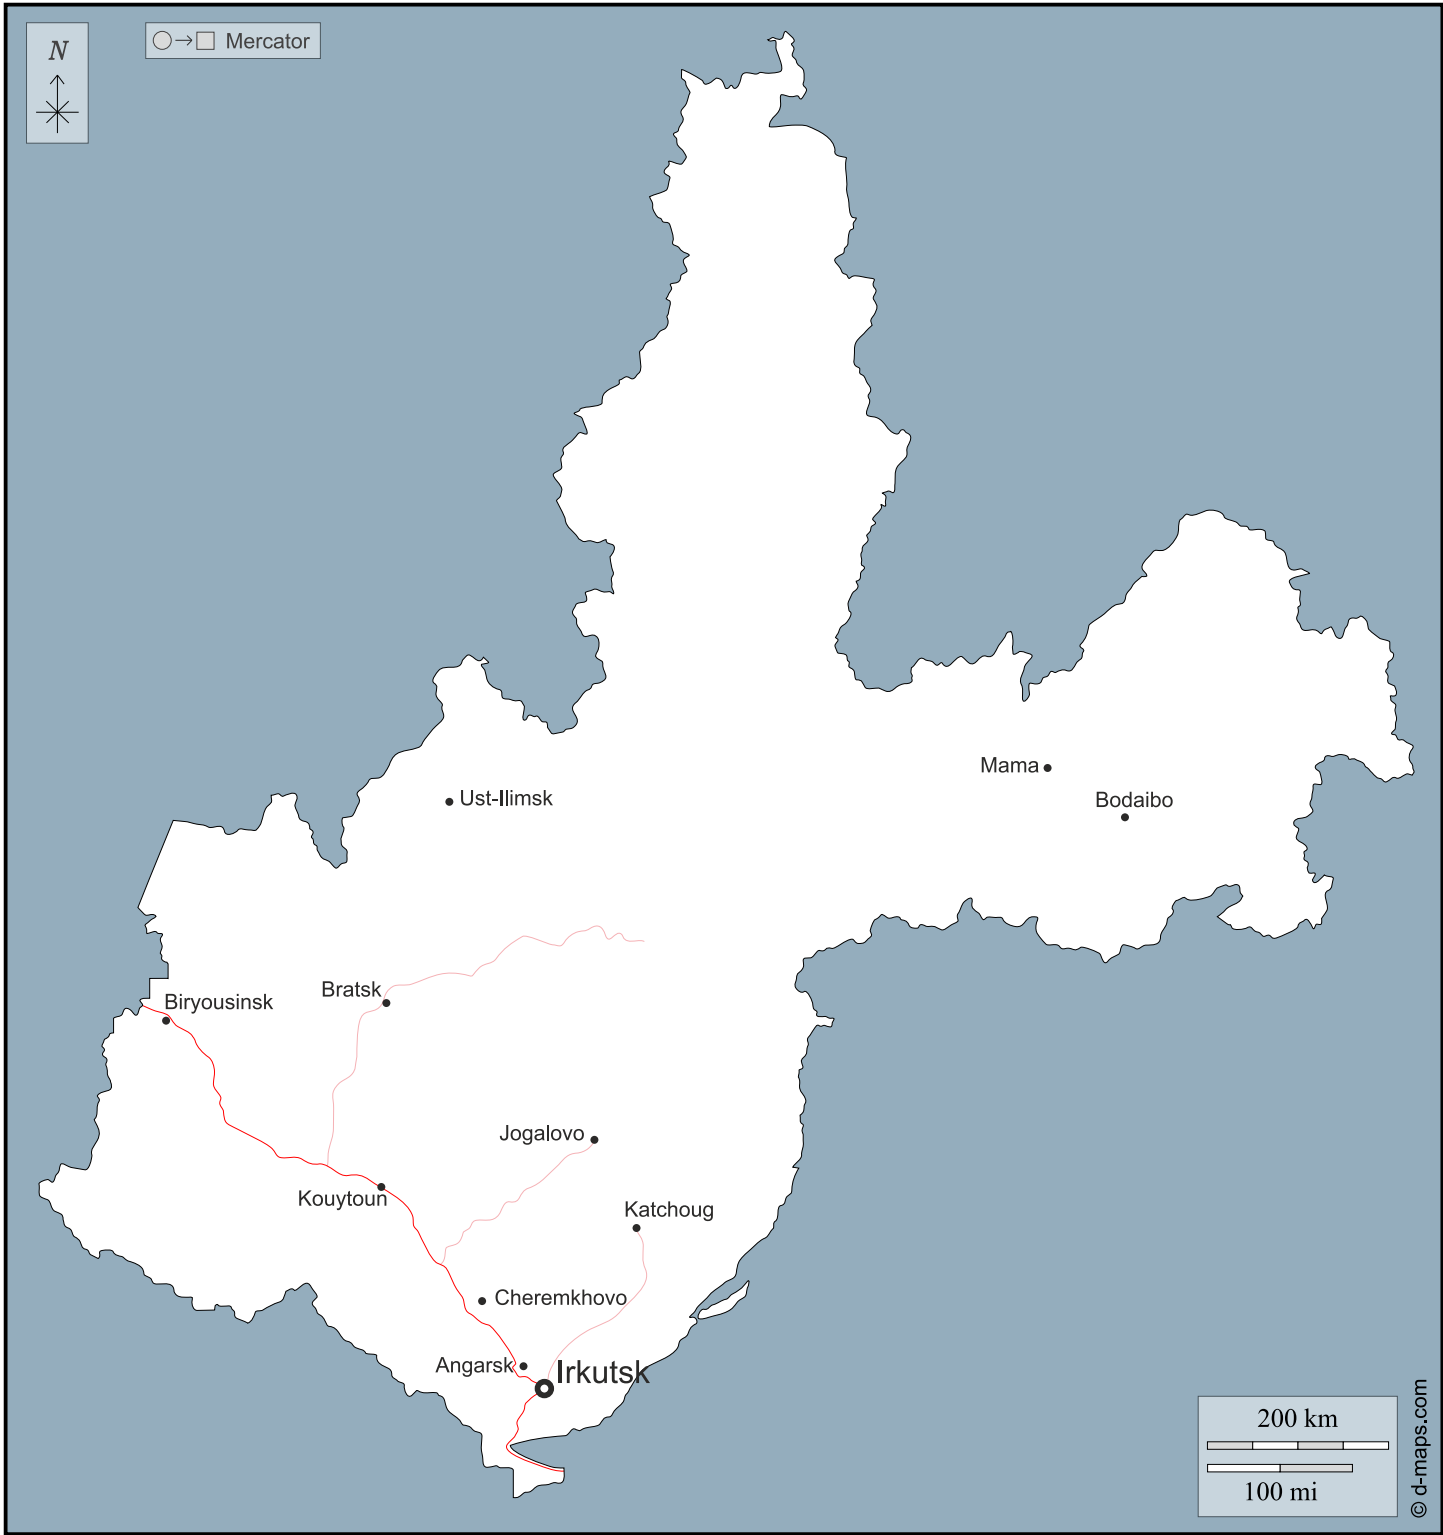 N
Mercator
Mama
Ust-Ilimsk
Bodaibo
Bratsk
Biryousinsk
Jogalovo
Kouytoun
Katchoug
Cheremkhovo
Angarsk
Irkutsk
200 km
100 mi
© d-maps.com